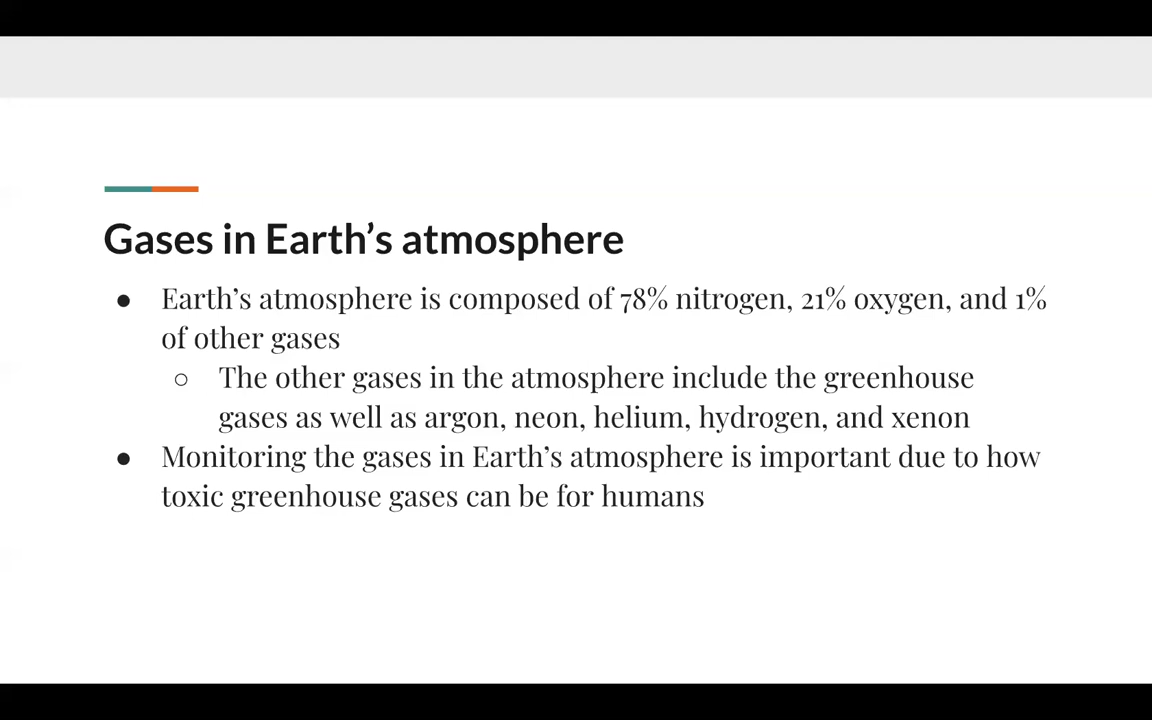 Gases in Earth’s atmosphere
● Earth’s atmosphere is composed of 78% nitrogen, 21% oxygen, and 1%
of other gases
○ The other gases in the atmosphere include the greenhouse
gases as well as argon, neon, helium, hydrogen, and xenon
● Monitoring the gases in Earth’s atmosphere is important due to how
toxic greenhouse gases can be for humans